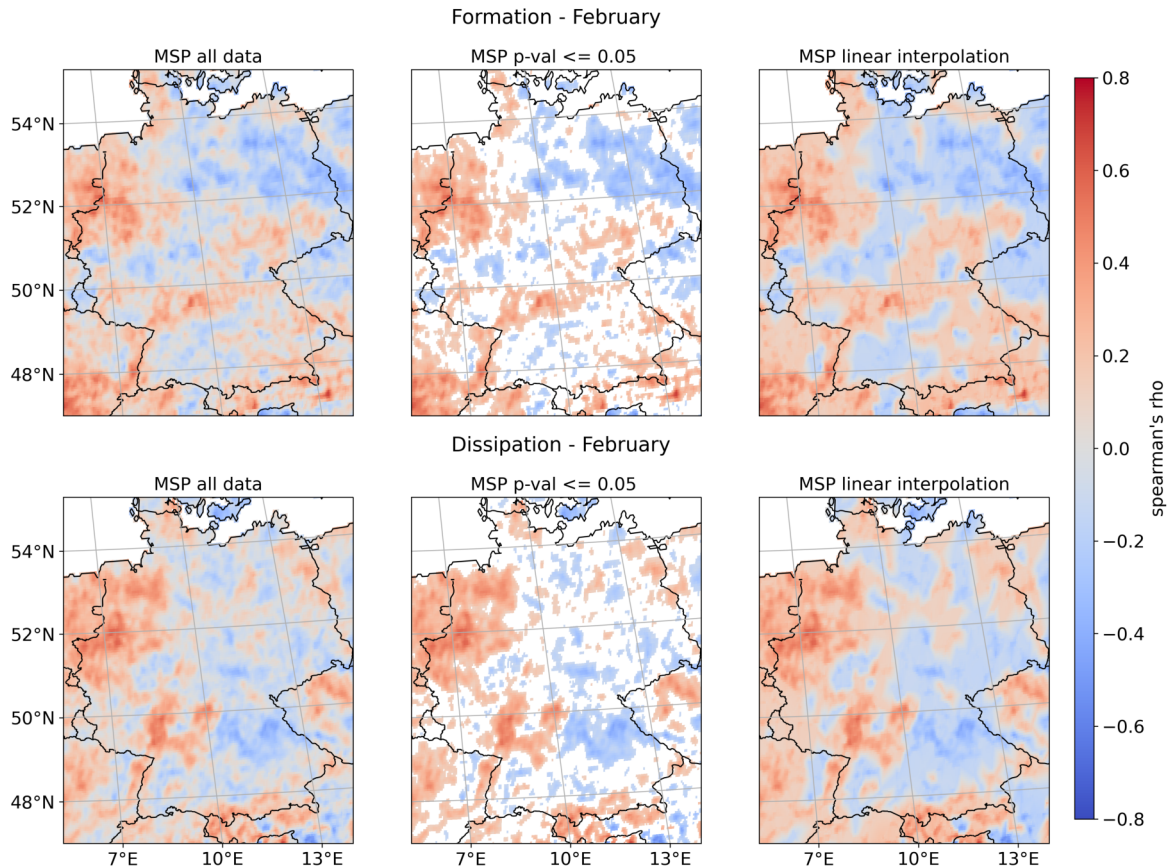 Formation - February
MSP all data
MSP p-val <= 0.05
MSP linear interpolation
54°N
52°N
50°N
48°N
Dissipation - February
MSP all data
MSP p-val <= 0.05
MSP linear interpolation
54°N
52°N
50°N
48°N
7°E
10°E
13°E
7°E
10°E
13°E
7°E
10°E
13°E
0.8
0.6
0.4
0.2
0.0
−0.2
−0.4
−0.6
−0.8
spearman's rho